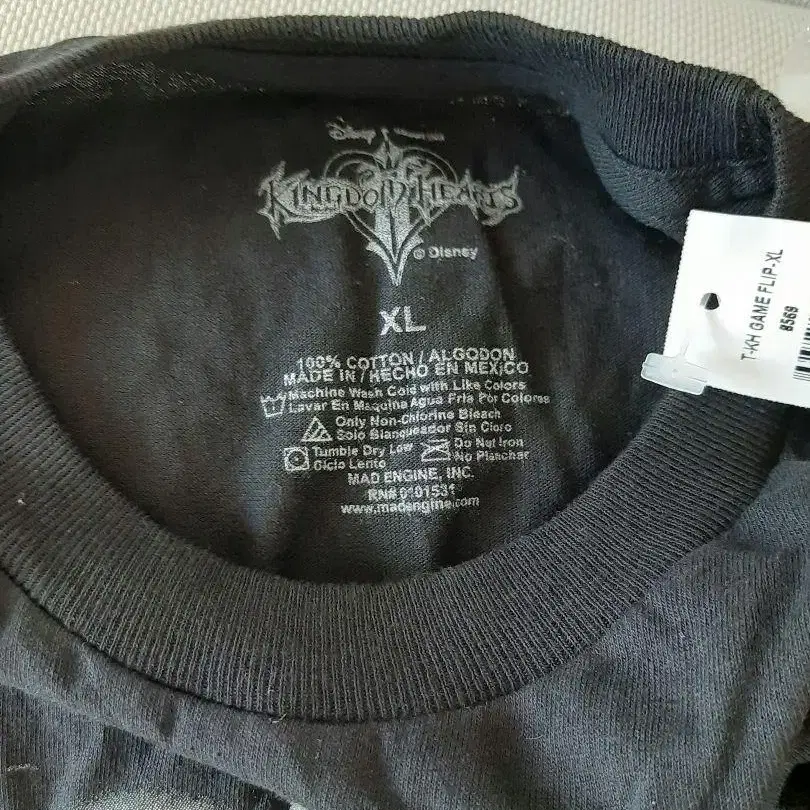 Disney
KINGDOM HEARTS
© Disney
XL
100% COTTON / ALGODON
MADE IN / HECHO EN MEXICO
Machine Wash Cold with Like Colors
Lavar En Maquina Agua Fria Por Colores
Only Non-Chlorine Bleach
Solo Blanqueador Sin Cloro
Tumble Dry Low
Ciclo Lento
Do Not Iron
No Planchar
MAD ENGINE, INC.
RN# 0101531
www.madengine.com
T-KH GAME FLIP-XL
8569